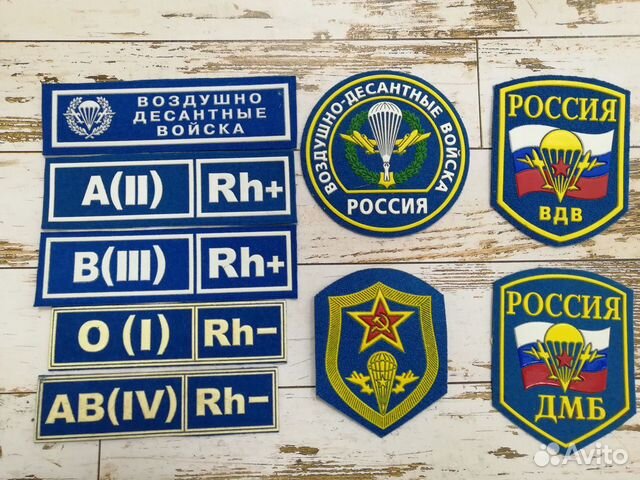 ВОЗДУШНО
ДЕСАНТНЫЕ
ВОЙСКА
A(II) Rh+
B(III) Rh+
O (I) Rh–
AB(IV) Rh–
ВОЗДУШНО-ДЕСАНТНЫЕ ВОЙСКА
РОССИЯ
РОССИЯ
ВДВ
РОССИЯ
ДМБ
Avito